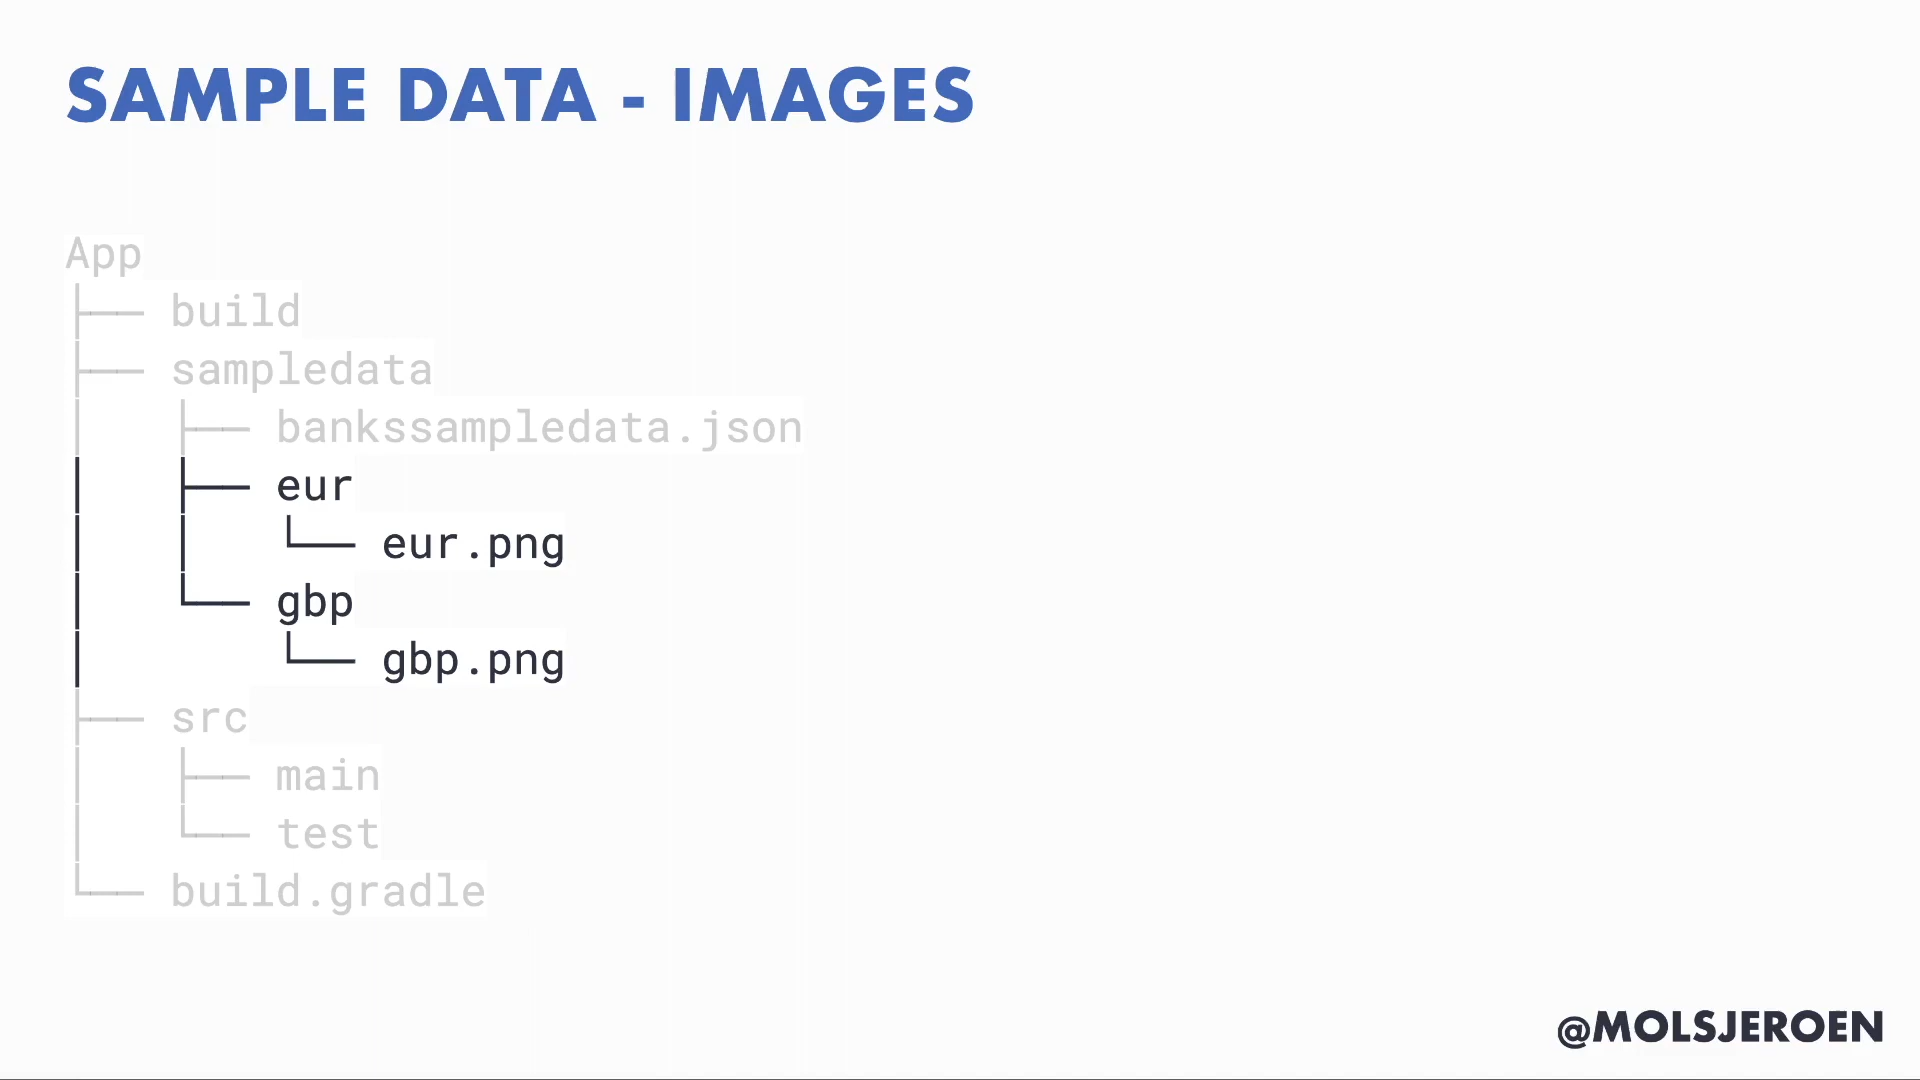 SAMPLE DATA - IMAGES
App
├── build
├── sampledata
│   ├── bankssampledata.json
│   ├── eur
│   │   └── eur.png
│   └── gbp
│       └── gbp.png
├── src
│   ├── main
│   └── test
└── build.gradle
@MOLSJEROEN